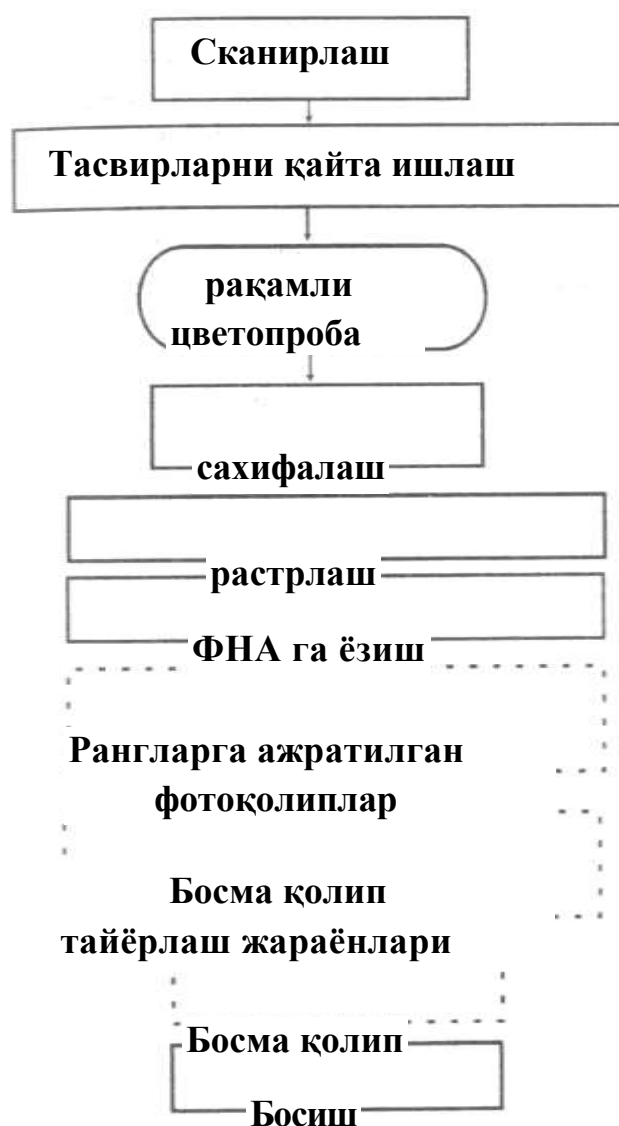 Сканирлаш
Тасвирларни қайта ишлаш
рақамли
цветопроба
сахифалаш
растрлаш
ФНА га ёзиш
Рангларга ажратилган
фотоқолиплар
Босма қолип
тайёрлаш жараёнлари
Босма қолип
Босиш